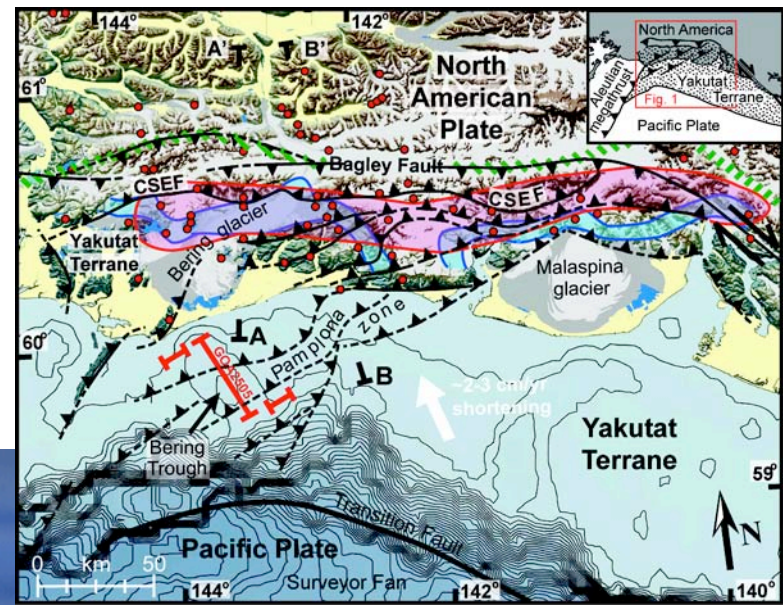 144°
142°
A'
B'
North America
Aleutian
megathrust
Yakutat
Terrane
Fig. 1
Pacific Plate
61
North
American
Plate
Bagley Fault
CSEF
CSEF
Yakutat
Terrane
Bering glacier
Malaspina
glacier
60
A
Pamplona
zone
GOA2505
B
~2-3 cm/yr
shortening
Bering
Trough
Yakutat
Terrane
59
Transition Fault
Pacific Plate
N
0 km 50
Surveyor Fan
144°
142°
140°